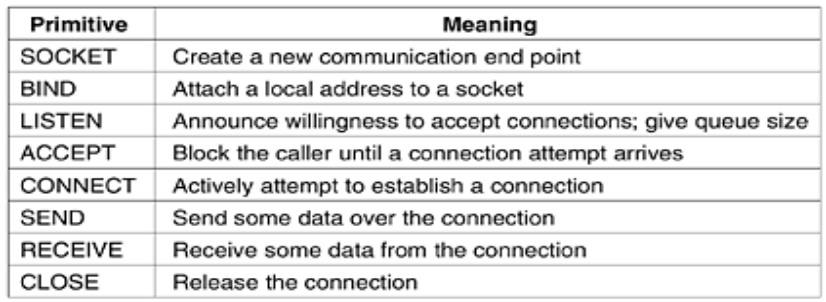 Primitive Meaning
SOCKET Create a new communication end point
BIND Attach a local address to a socket
LISTEN Announce willingness to accept connections; give queue size
ACCEPT Block the caller until a connection attempt arrives
CONNECT Actively attempt to establish a connection
SEND Send some data over the connection
RECEIVE Receive some data from the connection
CLOSE Release the connection